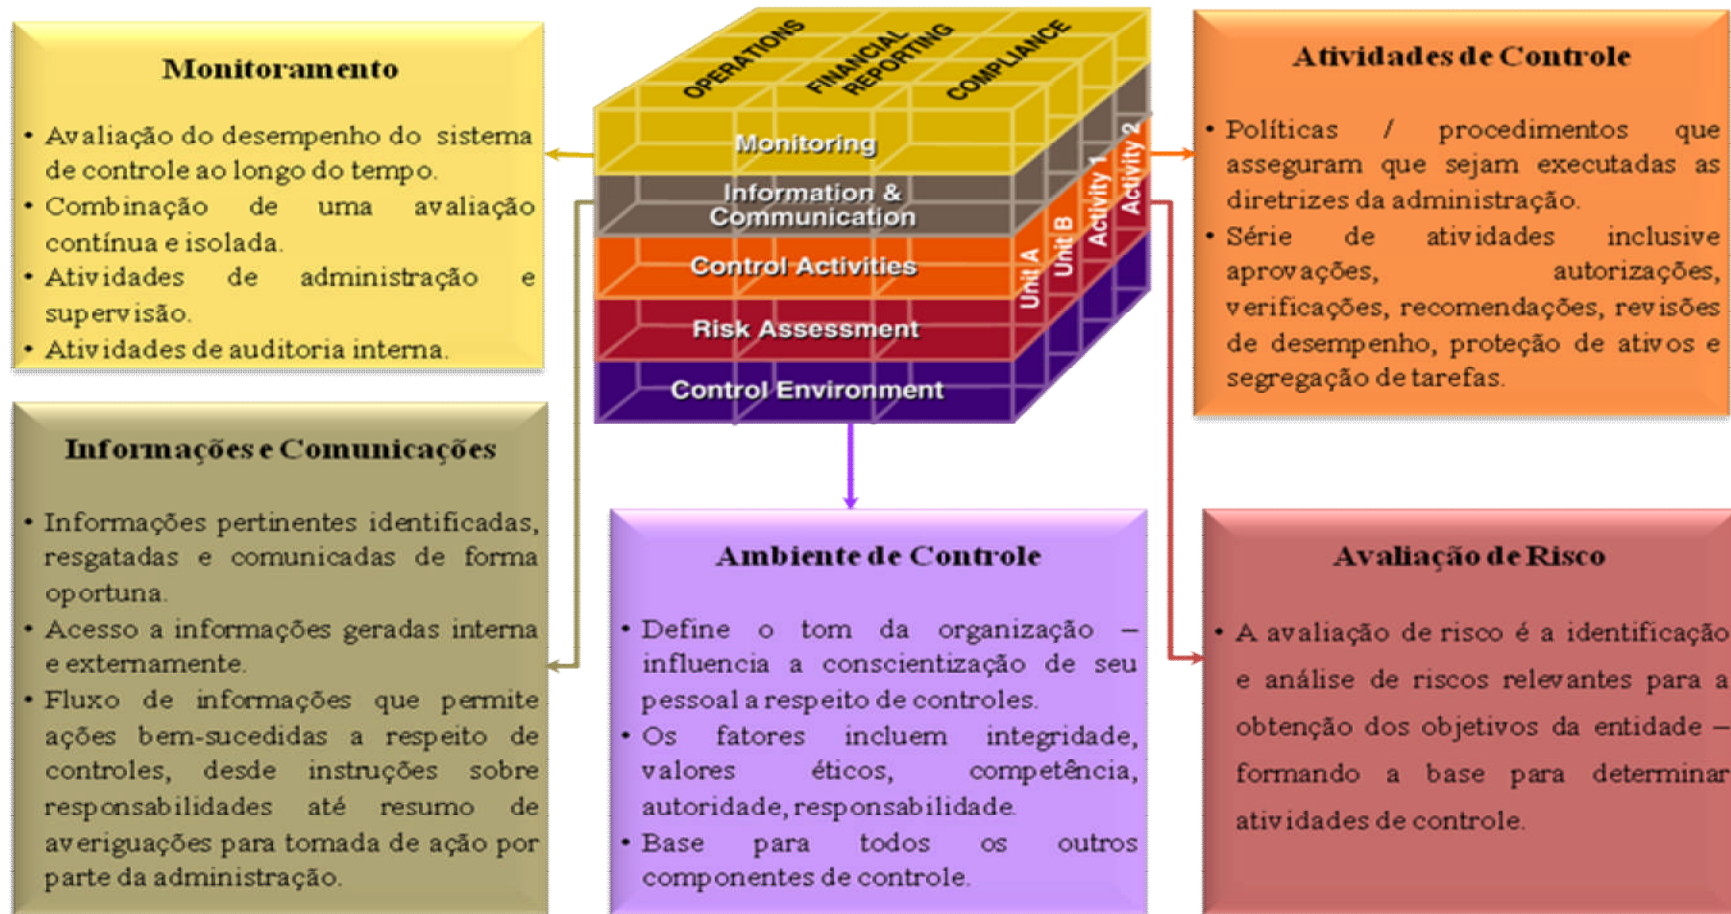 Monitoramento
• Avaliação do desempenho do sistema
de controle ao longo do tempo.
• Combinação de uma avaliação
contínua e isolada.
• Atividades de administração e
supervisão.
• Atividades de auditoria interna.
OPERATIONS
FINANCIAL
REPORTING
COMPLIANCE
Monitoring
Information &
Communication
Control Activities
Risk Assessment
Control Environment
Unit A
Unit B
Activity 1
Activity 2
Atividades de Controle
• Políticas / procedimentos que
asseguram que sejam executadas as
diretrizes da administração.
• Série de atividades inclusive
aprovações, autorizações,
verificações, recomendações, revisões
de desempenho, proteção de ativos e
segregação de tarefas.
Informações e Comunicações
• Informações pertinentes identificadas,
resgatadas e comunicadas de forma
oportuna.
• Acesso a informações geradas interna
e externamente.
• Fluxo de informações que permite
ações bem-sucedidas a respeito de
controles, desde instruções sobre
responsabilidades até resumo de
averiguações para tomada de ação por
parte da administração.
Ambiente de Controle
• Define o tom da organização –
influencia a conscientização de seu
pessoal a respeito de controles.
• Os fatores incluem integridade,
valores éticos, competência,
autoridade, responsabilidade.
• Base para todos os outros
componentes de controle.
Avaliação de Risco
• A avaliação de risco é a identificação
e análise de riscos relevantes para a
obtenção dos objetivos da entidade –
formando a base para determinar
atividades de controle.